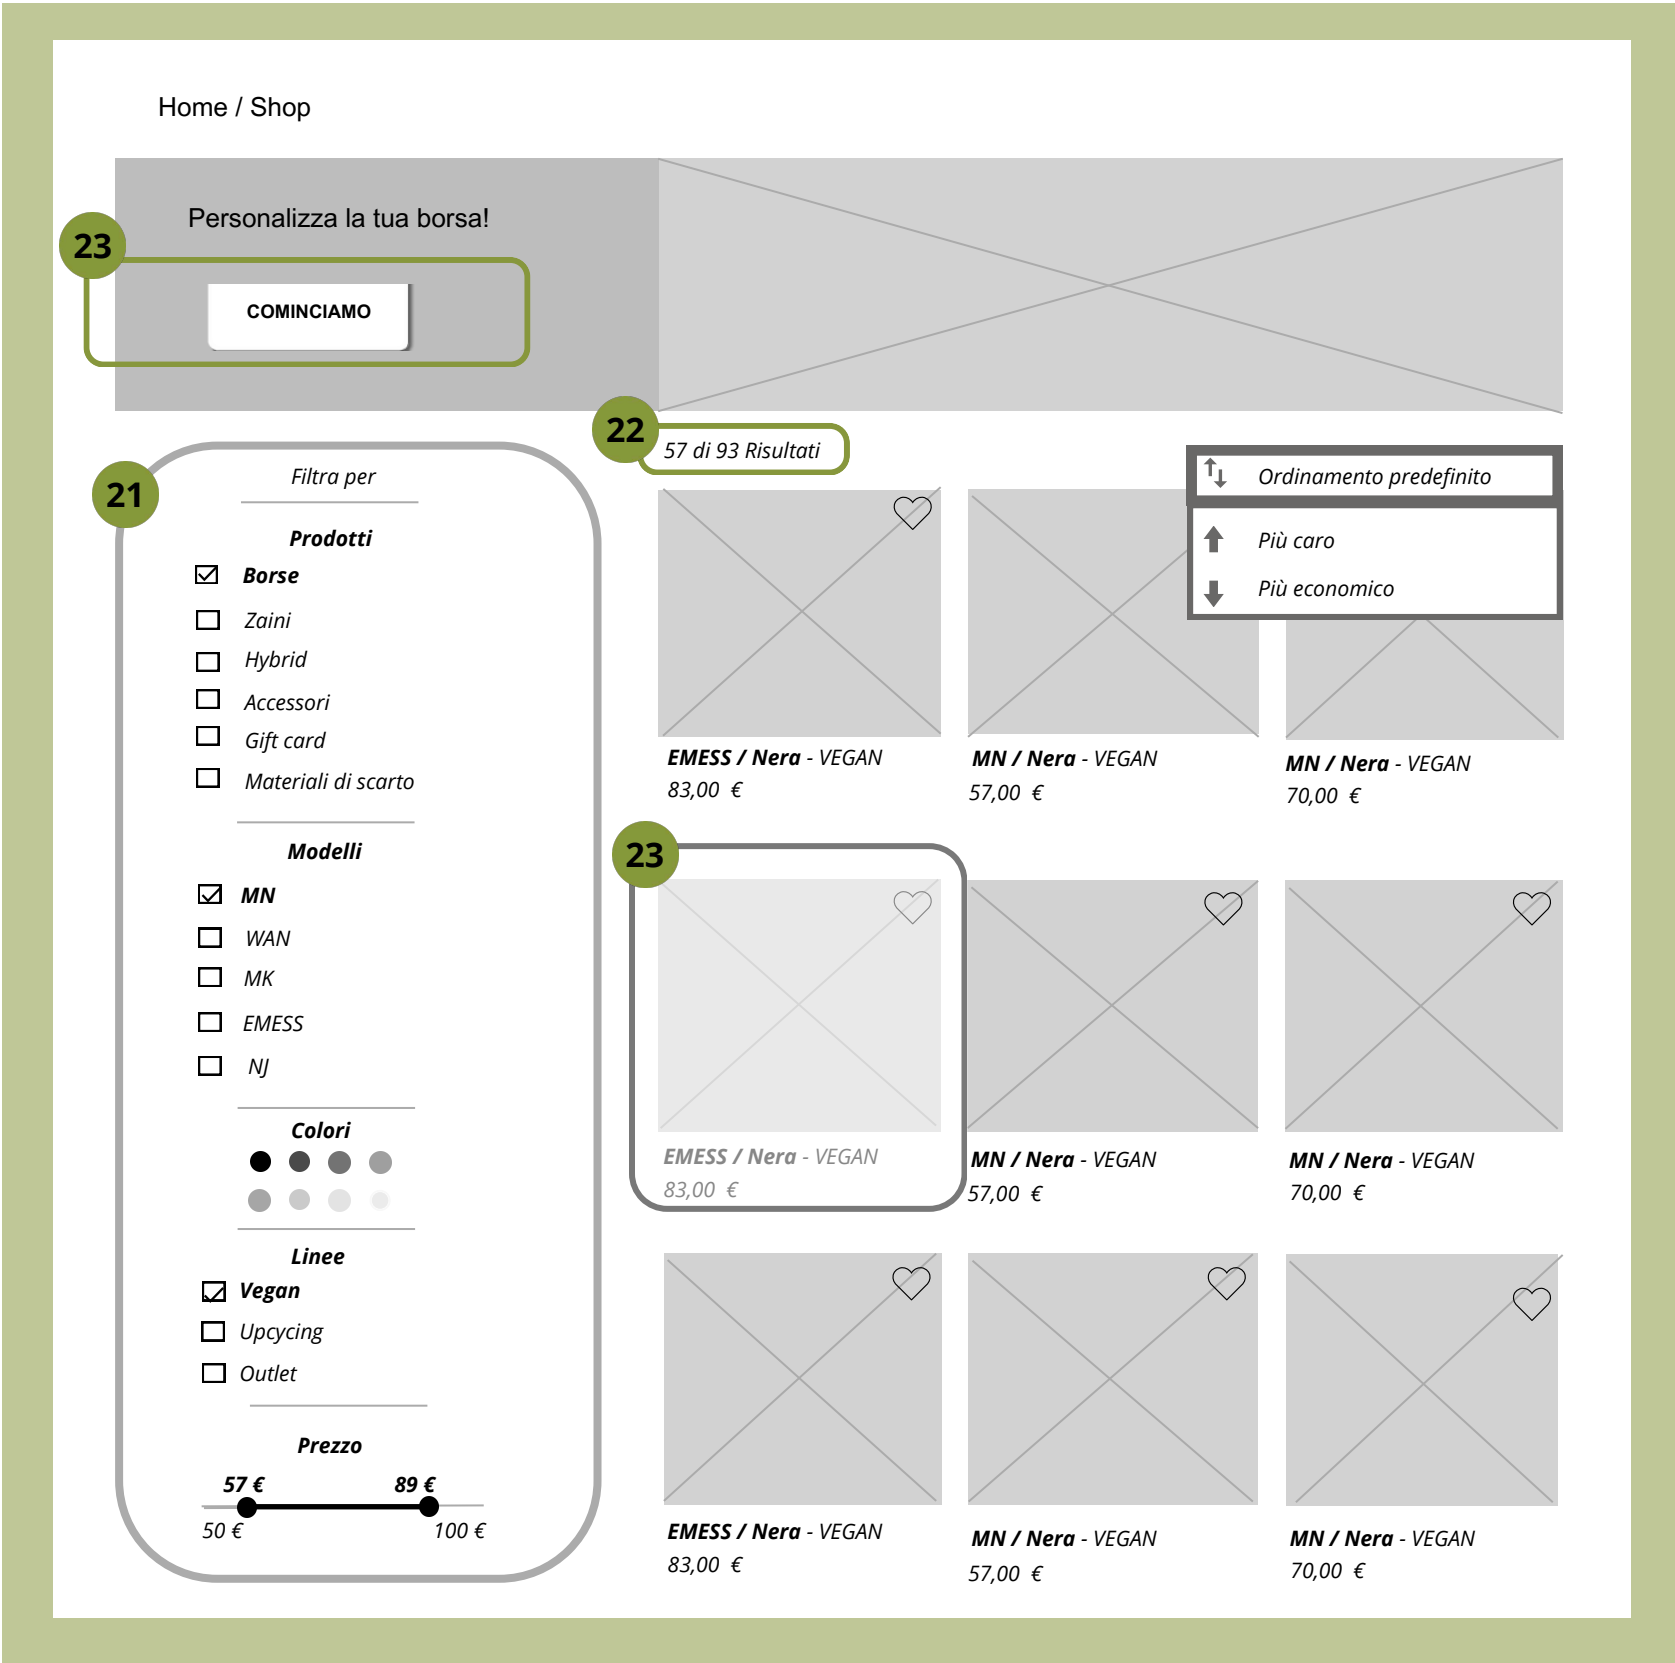 Home / Shop
Personalizza la tua borsa!
23
COMINCIAMO
22
57 di 93 Risultati
21
Filtra per
Prodotti
Borse
Zaini
Hybrid
Accessori
Gift card
Materiali di scarto
Modelli
MN
WAN
MK
EMESS
NJ
Colori
Linee
Vegan
Upcycing
Outlet
Prezzo
57 € 89 €
50 € 100 €
Ordinamento predefinito
Più caro
Più economico
EMESS / Nera - VEGAN
83,00 €
MN / Nera - VEGAN
57,00 €
MN / Nera - VEGAN
70,00 €
23
EMESS / Nera - VEGAN
83,00 €
MN / Nera - VEGAN
57,00 €
MN / Nera - VEGAN
70,00 €
EMESS / Nera - VEGAN
83,00 €
MN / Nera - VEGAN
57,00 €
MN / Nera - VEGAN
70,00 €